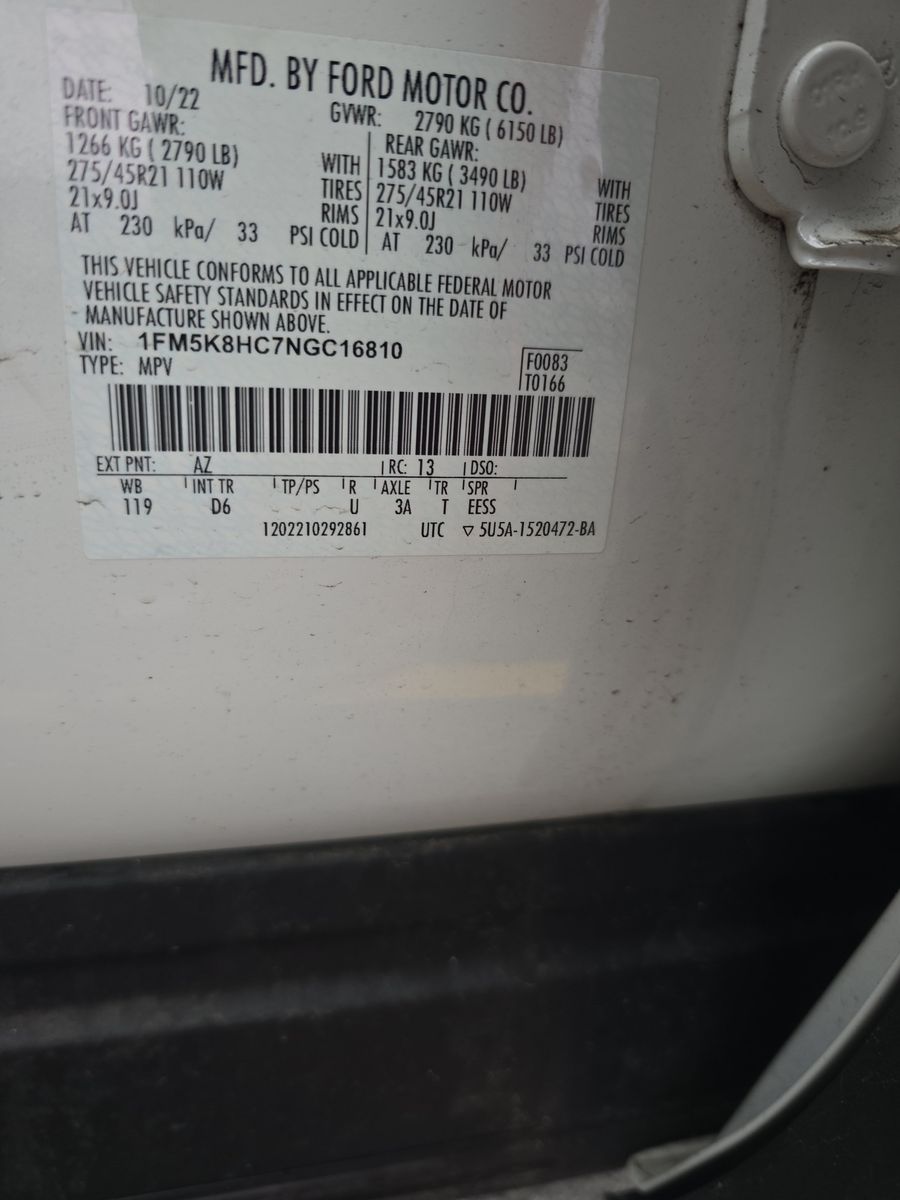 MFD. BY FORD MOTOR CO.
DATE: 10/22 GVWR: 2790 KG ( 6150 LB)
FRONT GAWR: REAR GAWR:
1266 KG ( 2790 LB) WITH 1583 KG ( 3490 LB) WITH
275/45R21 110W TIRES 275/45R21 110W TIRES
21x9.0J RIMS 21x9.0J RIMS
AT 230 kPa/ 33 PSI COLD AT 230 kPa/ 33 PSI COLD
THIS VEHICLE CONFORMS TO ALL APPLICABLE FEDERAL MOTOR
VEHICLE SAFETY STANDARDS IN EFFECT ON THE DATE OF
MANUFACTURE SHOWN ABOVE.
VIN: 1FM5K8HC7NGC16810
TYPE: MPV
F0083
T0166
EXT PNT: AZ RC: 13 DSO:
WB INT TR TP/PS R AXLE TR SPR
119 D6 U 3A T EESS
1202210292861 UTC ▽ 5U5A-1520472-BA